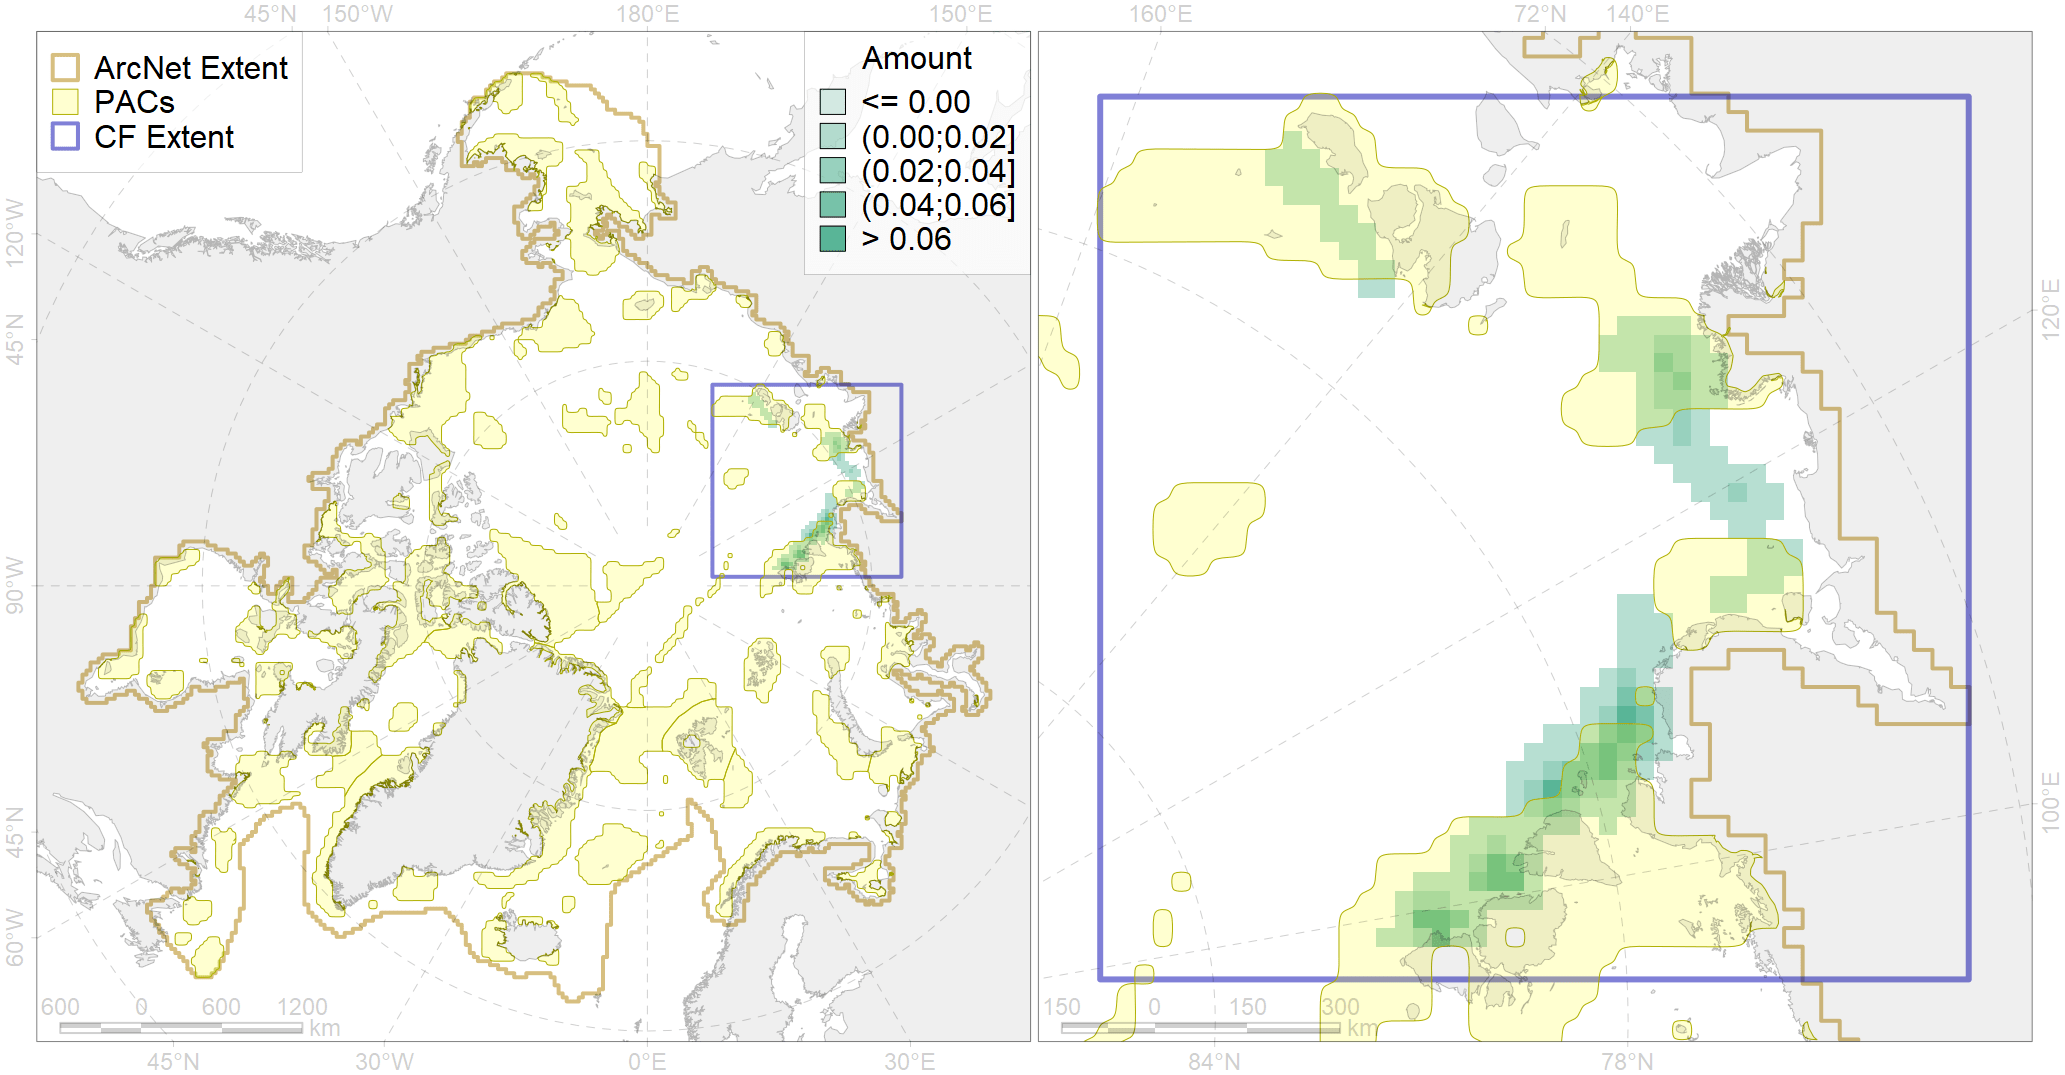 45°N 150°W 180°E 150°E 160°E 72°N 140°E
ArcNet Extent
PACs
CF Extent
Amount
<= 0.00
(0.00;0.02]
(0.02;0.04]
(0.04;0.06]
> 0.06
120°W
45°N
90°W
45°N
60°W
120°E
100°E
600 0 600 1200
km
150 0 150 300
km
45°N 30°W 0°E 30°E 84°N 78°N